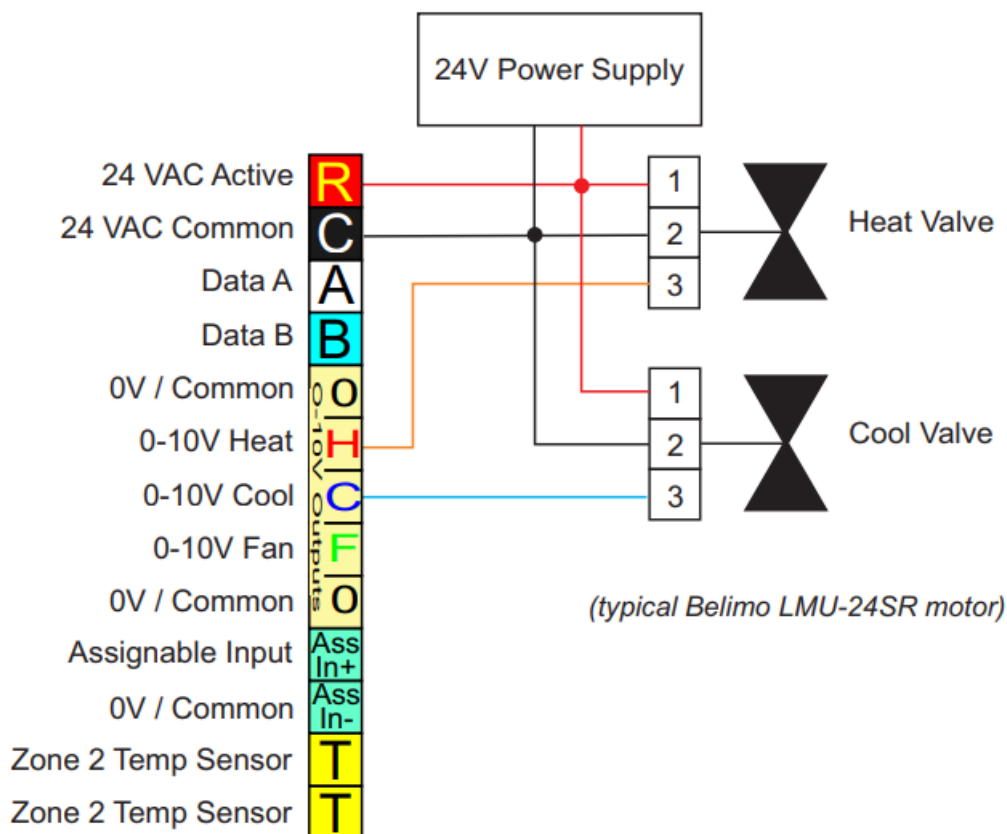 24V Power Supply
24 VAC Active R 1
24 VAC Common C 2 Heat Valve
Data A A 3
Data B B
0V / Common O 1
0-10V Heat H 2 Cool Valve
0-10V Cool C 3
0-10V Fan F
0V / Common O
0-10V Outputs
(typical Belimo LMU-24SR motor)
Assignable Input Ass In+
0V / Common Ass In-
Zone 2 Temp Sensor T
Zone 2 Temp Sensor T